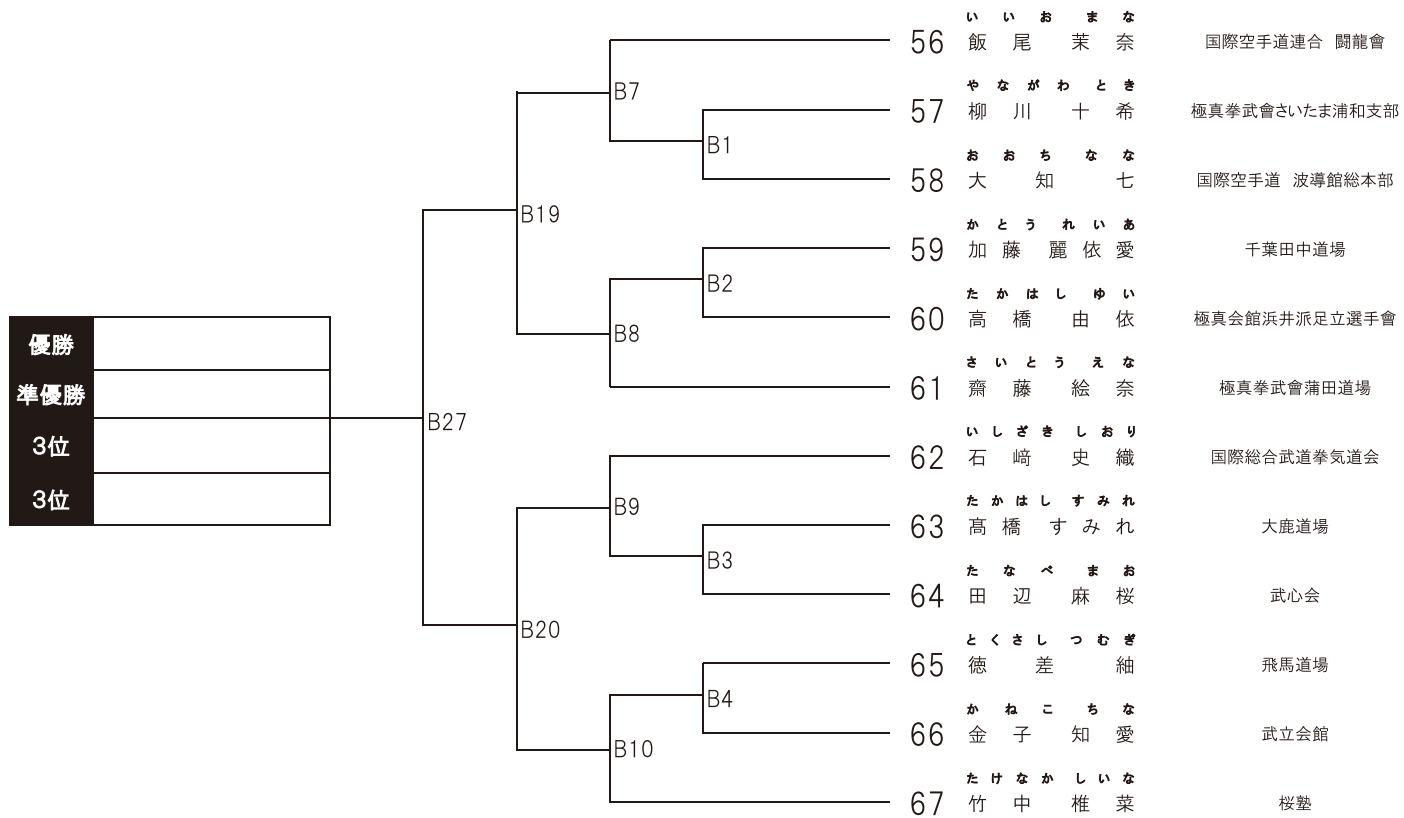 いいお まな
56 飯尾 茉奈 国際空手道連合 闘龍會
B7
やながわ とき
57 柳川 十希 極真拳武會さいたま浦和支部
B1
おおち なな
58 大知 七 国際空手道 波導館総本部
B19
かとう れいあ
59 加藤 麗依愛 千葉田中道場
B2
たかはし ゆい
60 高橋 由依 極真会館浜井派足立選手會
B8
さいとう えな
61 齋藤 絵奈 極真拳武會蒲田道場
優勝
準優勝
3位
3位
B27
いしざき しおり
62 石﨑 史織 国際総合武道拳気道会
B9
たかはし すみれ
63 髙橋 すみれ 大鹿道場
B3
たなべ まお
64 田辺 麻桜 武心会
B20
とくさし つむぎ
65 徳差 紬 飛馬道場
B4
かねこ ちな
66 金子 知愛 武立会館
B10
たけなか しいな
67 竹中 椎菜 桜塾